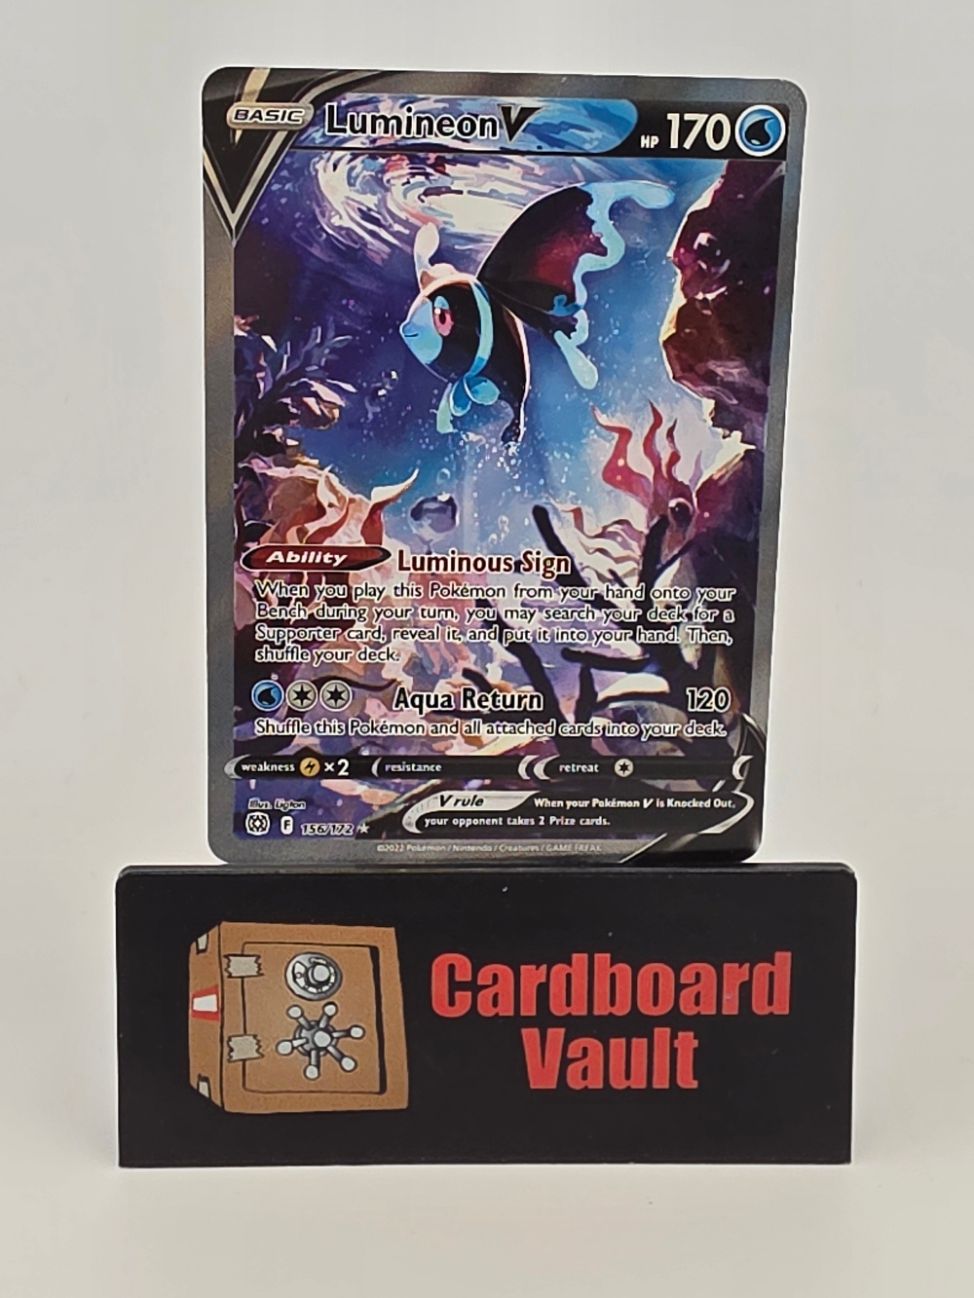 BASIC Lumineon V HP 170
Ability Luminous Sign
When you play this Pokémon from your hand onto your
Bench during your turn, you may search your deck for a
Supporter card, reveal it, and put it into your hand. Then,
shuffle your deck.
Aqua Return 120
Shuffle this Pokémon and all attached cards into your deck.
weakness ×2 resistance retreat
Illus. Ligton
V rule When your Pokémon V is Knocked Out,
F 156/172 your opponent takes 2 Prize cards.
©2022 Pokémon / Nintendo / Creatures / GAME FREAK
Cardboard
Vault